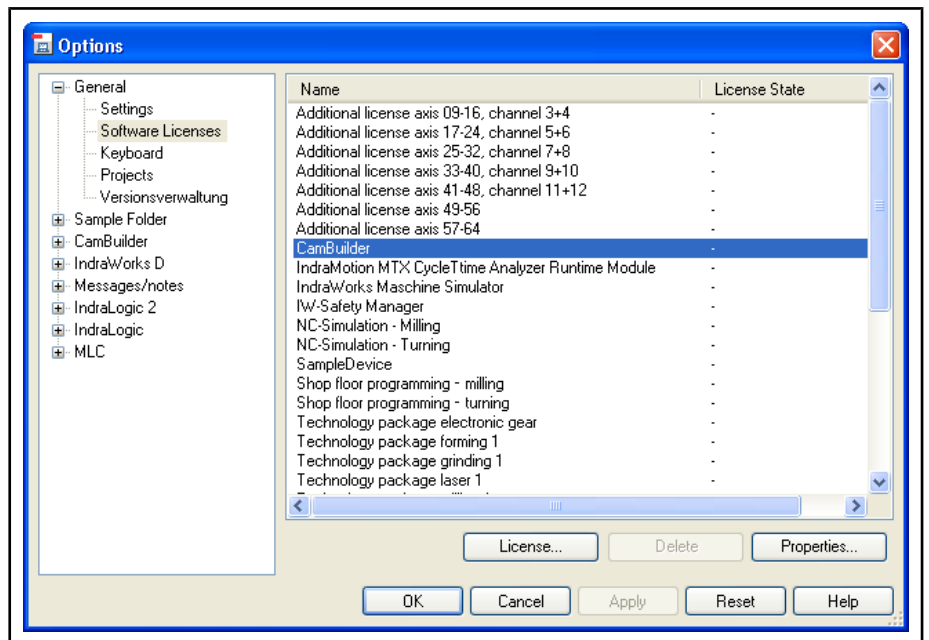 Options
General
Settings
Software Licenses
Keyboard
Projects
Versionsverwaltung
Sample Folder
CamBuilder
IndraWorks D
Messages/notes
IndraLogic 2
IndraLogic
MLC
Name License State
Additional license axis 09-16, channel 3+4 -
Additional license axis 17-24, channel 5+6 -
Additional license axis 25-32, channel 7+8 -
Additional license axis 33-40, channel 9+10 -
Additional license axis 41-48, channel 11+12 -
Additional license axis 49-56 -
Additional license axis 57-64 -
CamBuilder -
IndraMotion MTX CycleTtime Analyzer Runtime Module -
IndraWorks Maschine Simulator -
IW-Safety Manager -
NC-Simulation - Milling -
NC-Simulation - Turning -
SampleDevice -
Shop floor programming - milling -
Shop floor programming - turning -
Technology package electronic gear -
Technology package forming 1 -
Technology package grinding 1 -
Technology package laser 1 -
License... Delete Properties...
OK Cancel Apply Reset Help